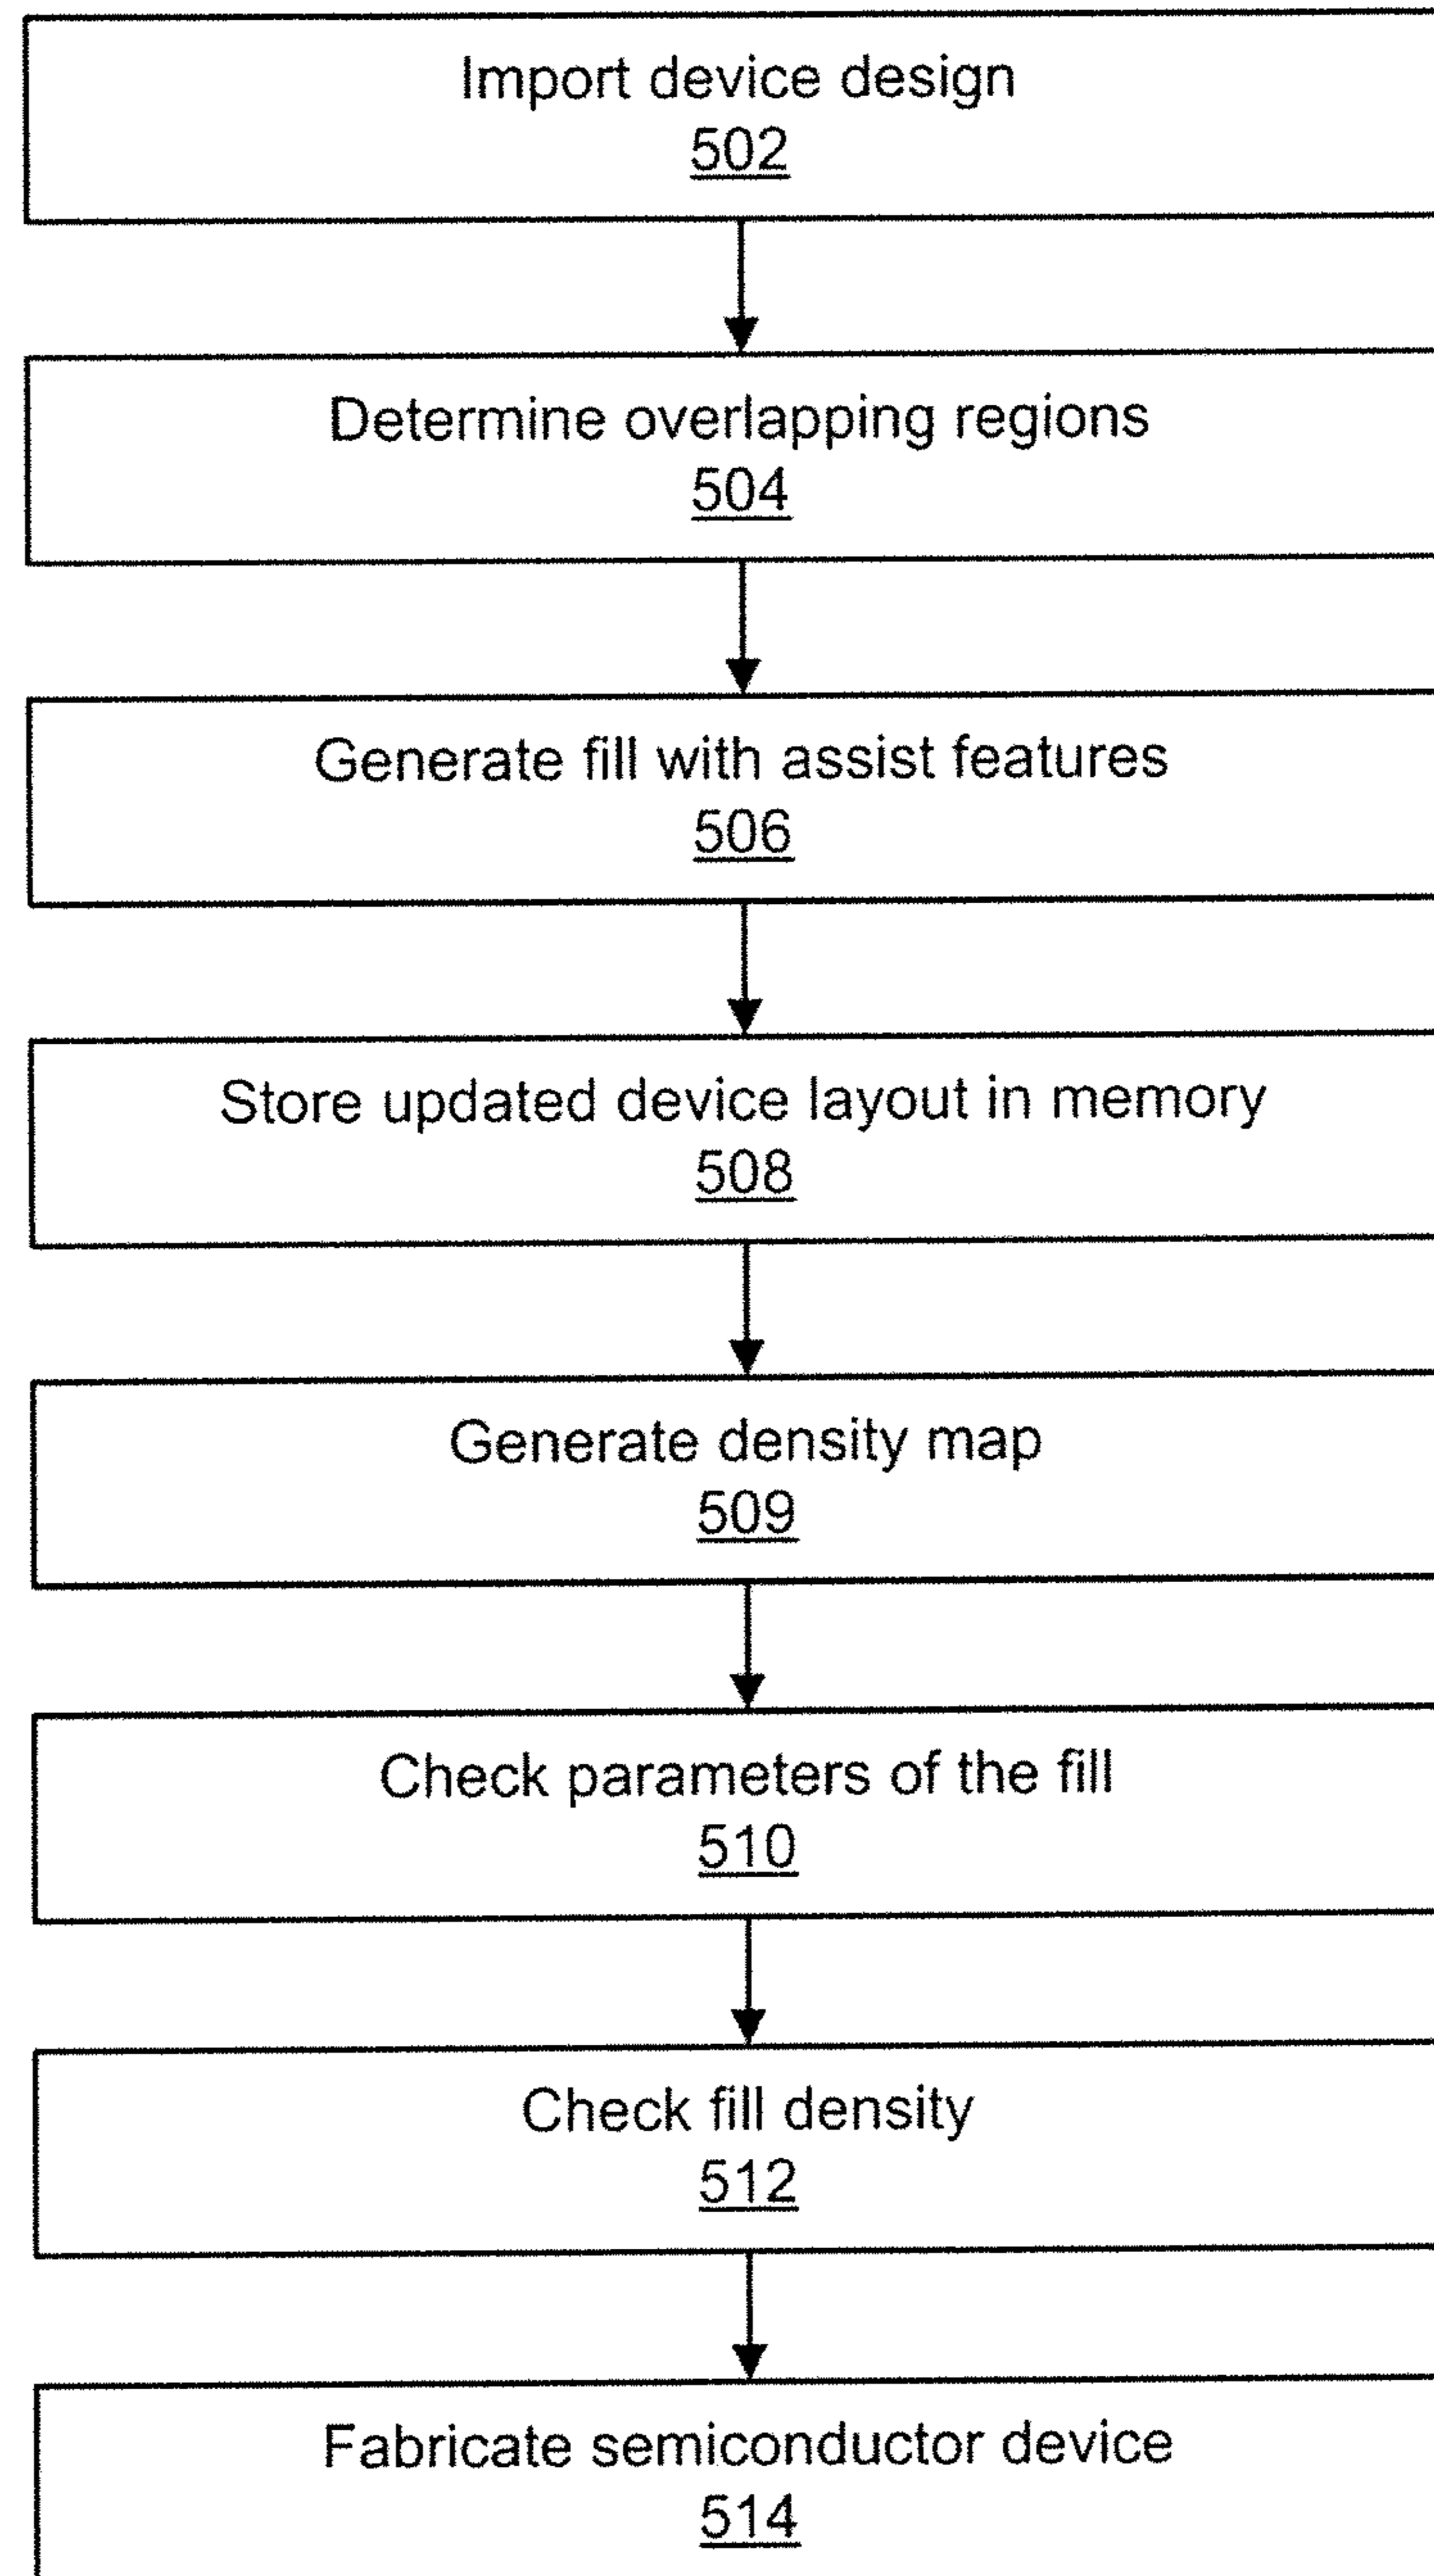 Import device design
502
Determine overlapping regions
504
Generate fill with assist features
506
Store updated device layout in memory
508
Generate density map
509
Check parameters of the fill
510
Check fill density
512
Fabricate semiconductor device
514